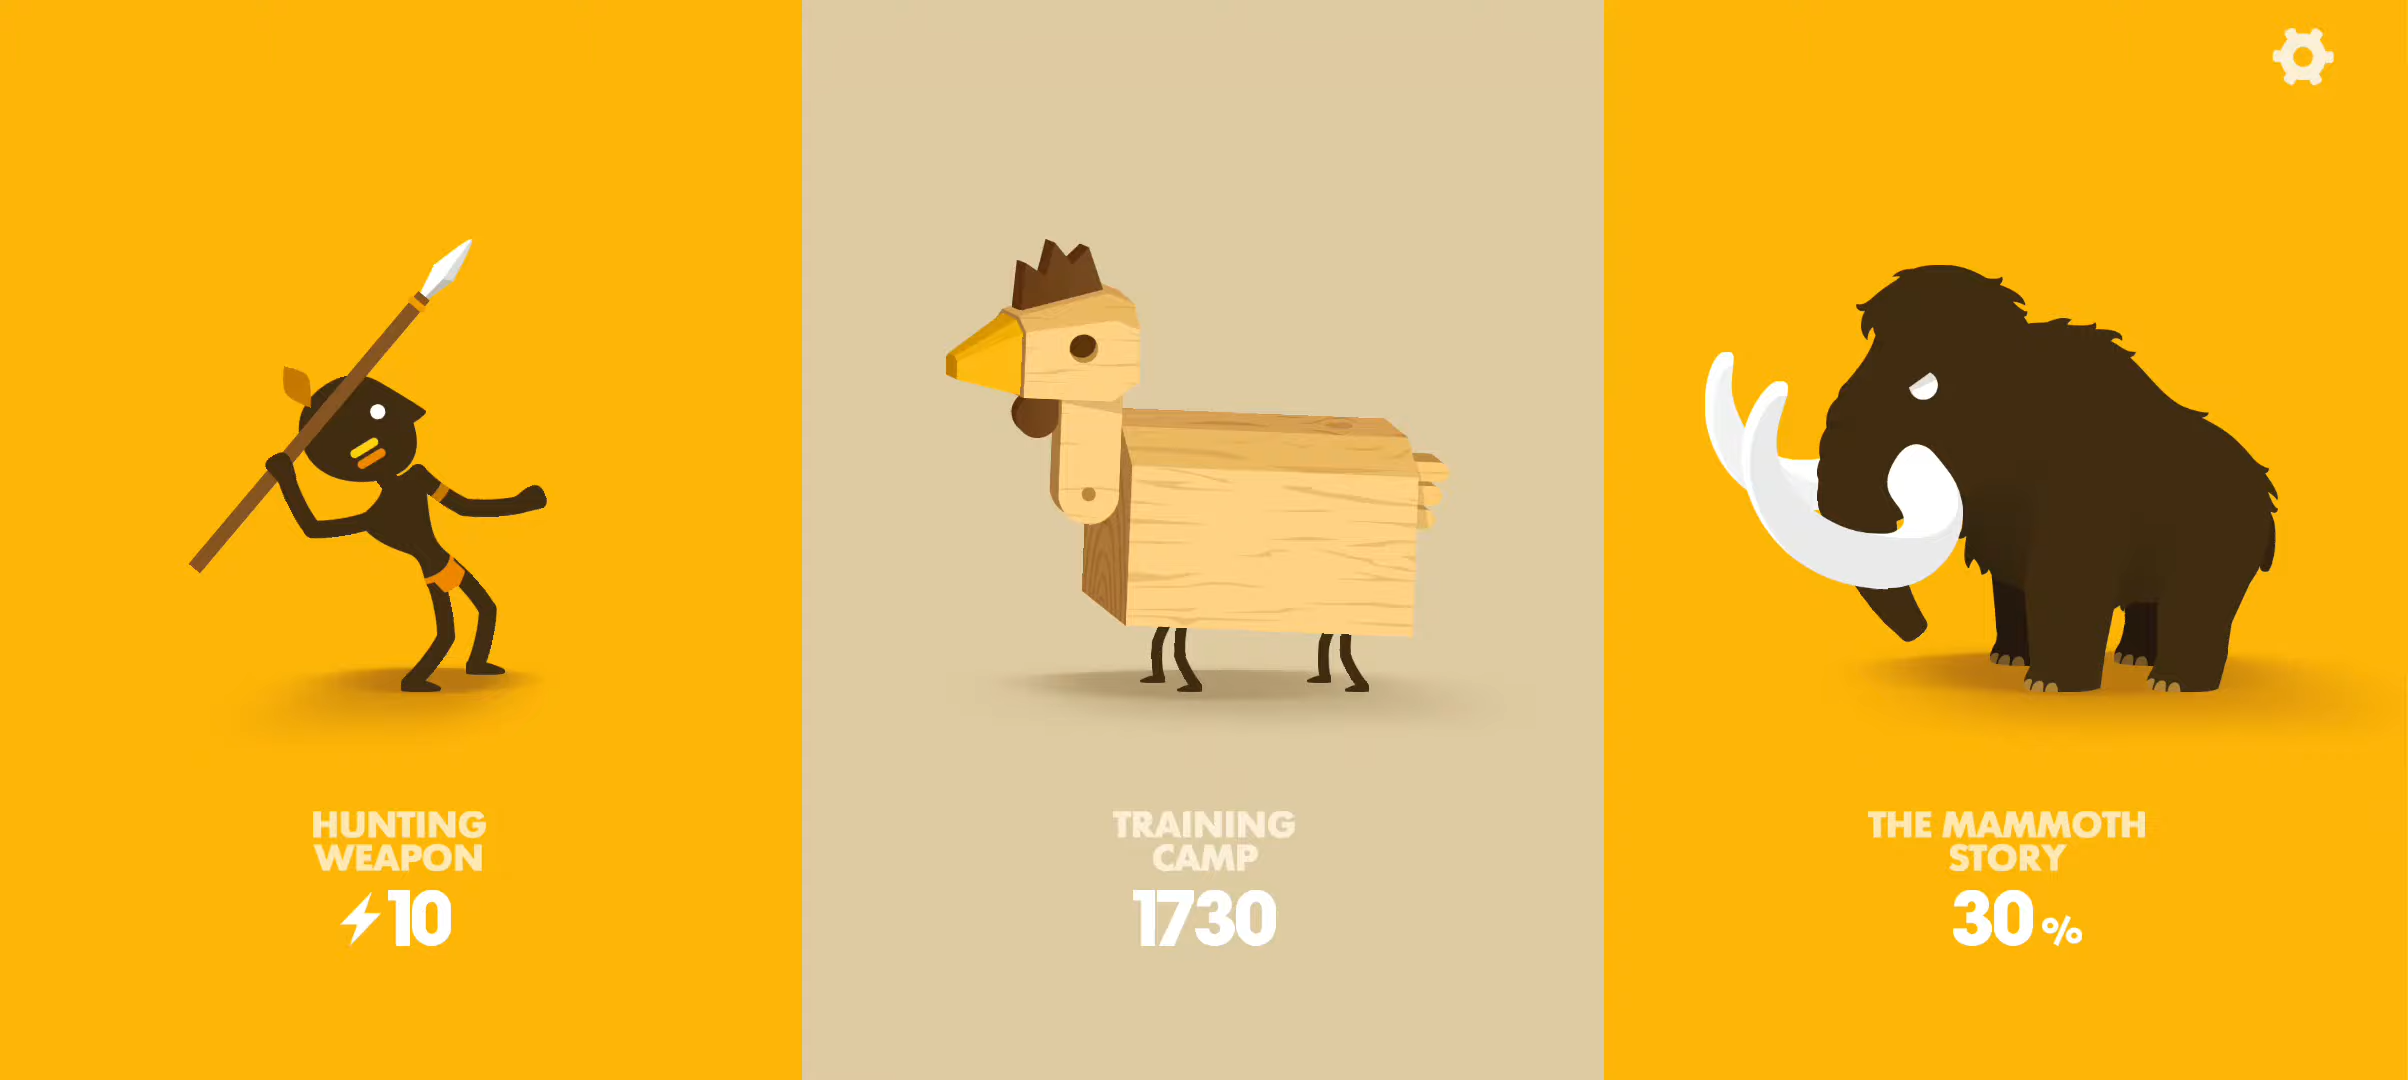 HUNTING
WEAPON
10
TRAINING
CAMP
1730
THE MAMMOTH
STORY
30 %